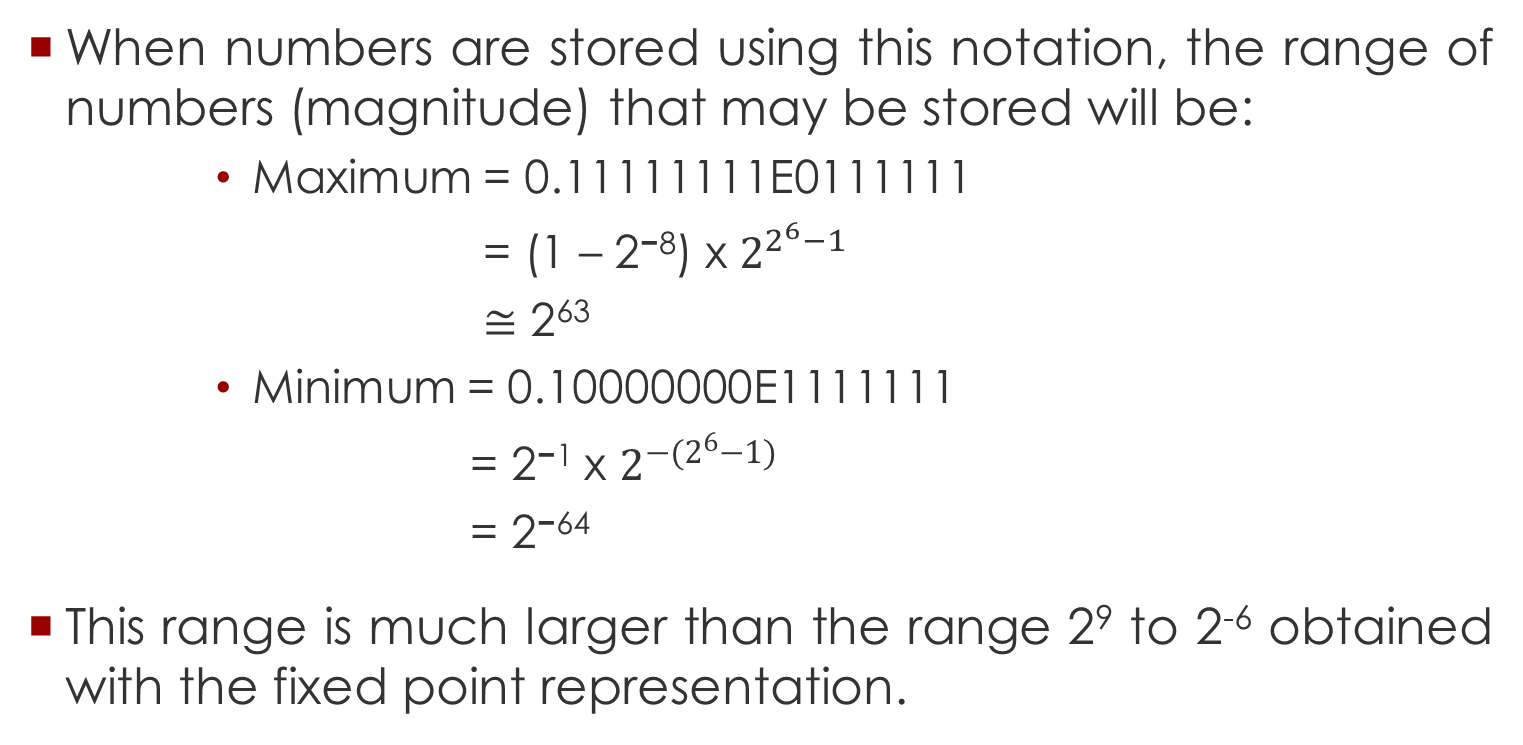 ▪ When numbers are stored using this notation, the range of
numbers (magnitude) that may be stored will be:
• Maximum = 0.11111111E0111111
= (1 – 2⁻⁸) x 2^(2⁶−1)
≅ 2⁶³
• Minimum = 0.10000000E1111111
= 2⁻¹ x 2^−(2⁶−1)
= 2⁻⁶⁴
▪ This range is much larger than the range 2⁹ to 2⁻⁶ obtained
with the fixed point representation.